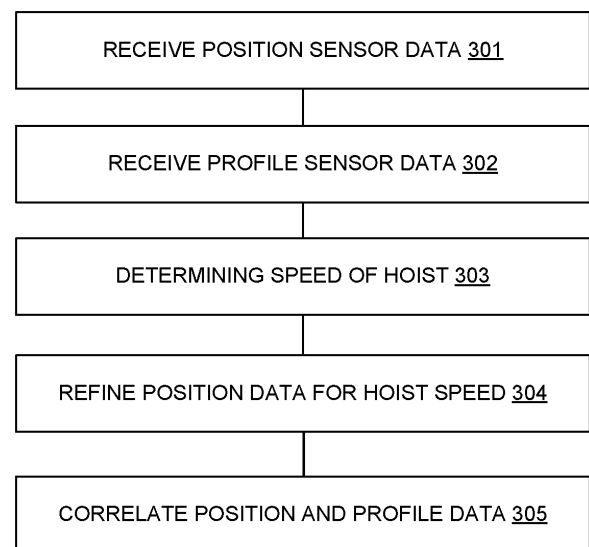 RECEIVE POSITION SENSOR DATA 301
RECEIVE PROFILE SENSOR DATA 302
DETERMINING SPEED OF HOIST 303
REFINE POSITION DATA FOR HOIST SPEED 304
CORRELATE POSITION AND PROFILE DATA 305